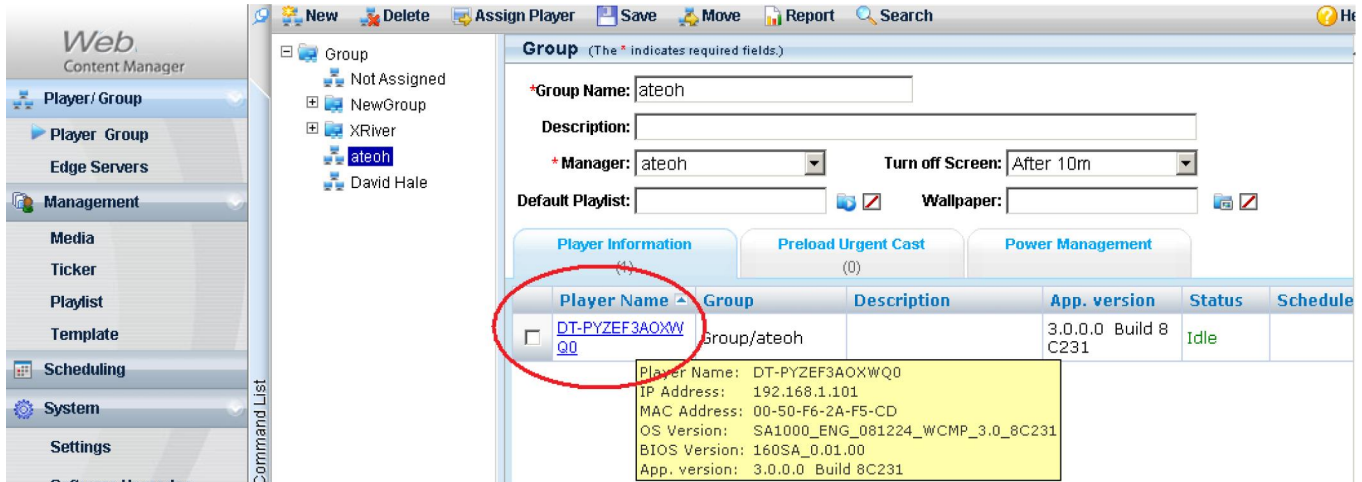 New Delete Assign Player Save Move Report Search
Web
Content Manager
Player/ Group
Player Group
Edge Servers
Management
Media
Ticker
Playlist
Template
Scheduling
System
Settings
Command List
Group
Not Assigned
NewGroup
XRiver
ateoh
David Hale
Group (The * indicates required fields.)
*Group Name: ateoh
Description:
* Manager: ateoh Turn off Screen: After 10m
Default Playlist: Wallpaper:
Player Information Preload Urgent Cast Power Management
(1) (0)
Player Name Group Description App. version Status Schedule
DT-PYZEF3AOXW Group/ateoh 3.0.0.0 Build 8 Idle
Q0 C231
Player Name: DT-PYZEF3AOXWQ0
IP Address: 192.168.1.101
MAC Address: 00-50-F6-2A-F5-CD
OS Version: SA1000_ENG_081224_WCMP_3.0_8C231
BIOS Version: 160SA_0.01.00
App. version: 3.0.0.0 Build 8C231